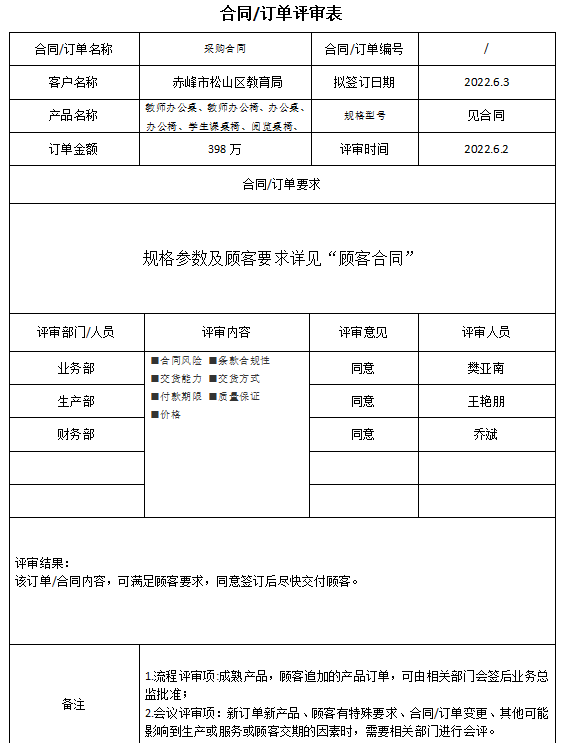 合同/订单评审表
合同/订单名称 采购合同 合同/订单编号 /
客户名称 赤峰市松山区教育局 拟签订日期 2022.6.3
产品名称 教师办公桌、教师办公椅、办公桌、 规格型号 见合同
办公椅、学生课桌椅、阅览桌椅、
订单金额 398 万 评审时间 2022.6.2
合同/订单要求
规格参数及顾客要求详见“顾客合同”
评审部门/人员 评审内容 评审意见 评审人员
业务部 ■合同风险 ■条款合规性 同意 樊亚南
■交货能力 ■交货方式
生产部 ■付款期限 ■质量保证 同意 王艳朋
■价格
财务部 同意 乔斌
评审结果：
该订单/合同内容，可满足顾客要求，同意签订后尽快交付顾客。
备注
1.流程评审项:成熟产品，顾客追加的产品订单，可由相关部门会签后业务总
监批准；
2.会议评审项：新订单新产品、顾客有特殊要求、合同/订单变更、其他可能
影响到生产或服务或顾客交期的因素时，需要相关部门进行会评。